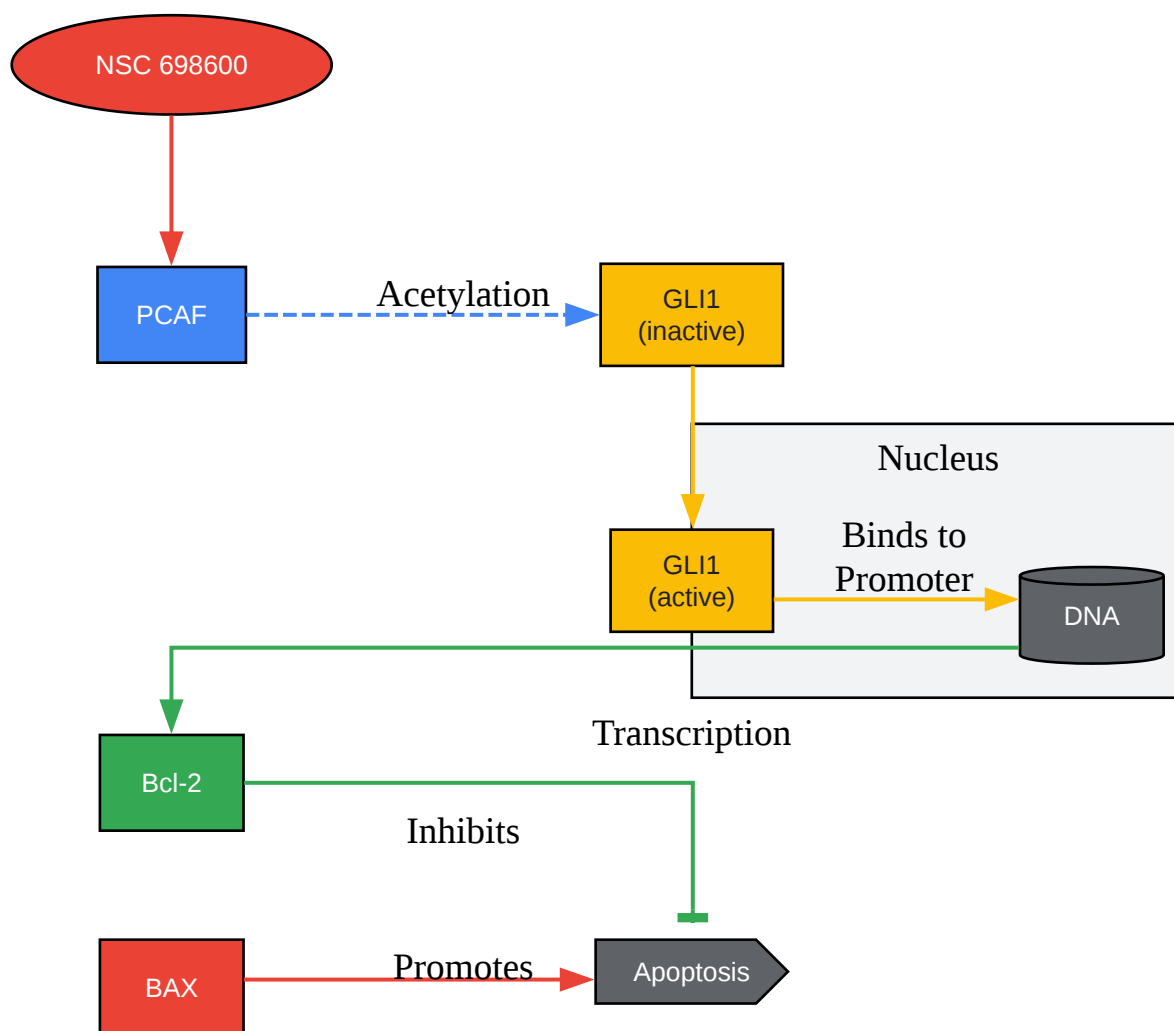 NSC 698600
PCAF
Acetylation
GLI1
(inactive)
Nucleus
GLI1
(active)
Binds to
Promoter
DNA
Transcription
Bcl-2
Inhibits
BAX
Promotes
Apoptosis